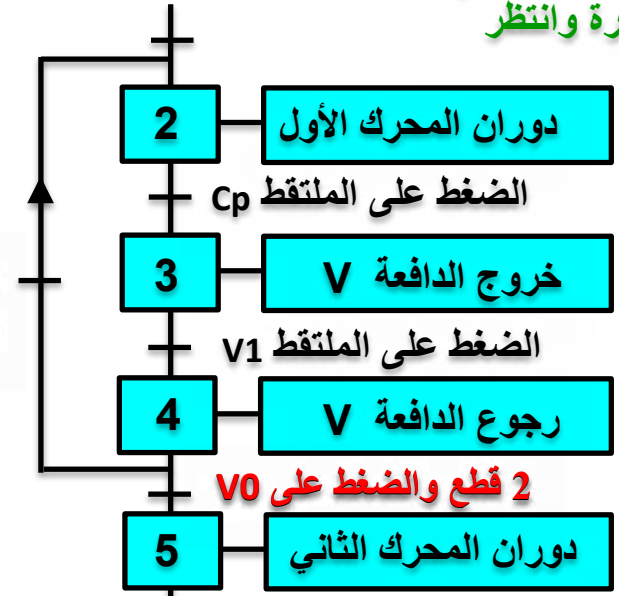 رة وانتظر
2 دوران المحرك الأول
الضغط على الملتقط Cp
3 خروج الدافعة V
الضغط على الملتقط V1
4 رجوع الدافعة V
2 قطع والضغط على V0
5 دوران المحرك الثاني